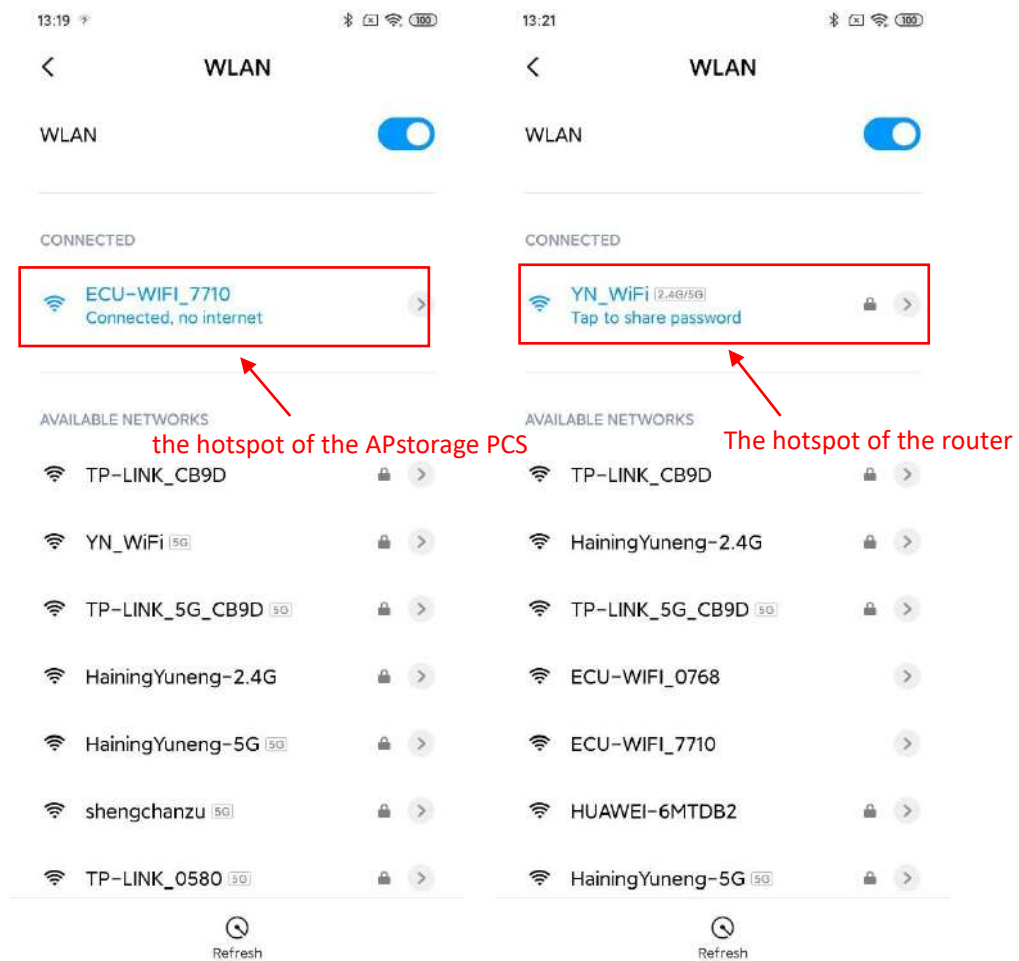 13:19
100
WLAN
WLAN
CONNECTED
ECU-WIFI_7710
Connected, no internet
AVAILABLE NETWORKS
the hotspot of the APstorage PCS
TP-LINK_CB9D
YN_WiFi 5G
TP-LINK_5G_CB9D 5G
HainingYuneng-2.4G
HainingYuneng-5G 5G
shengchanzu 5G
TP-LINK_0580 5G
Refresh
13:21
100
WLAN
WLAN
CONNECTED
YN_WiFi 2.4G/5G
Tap to share password
AVAILABLE NETWORKS
The hotspot of the router
TP-LINK_CB9D
HainingYuneng-2.4G
TP-LINK_5G_CB9D 5G
ECU-WIFI_0768
ECU-WIFI_7710
HUAWEI-6MTDB2
HainingYuneng-5G 5G
Refresh